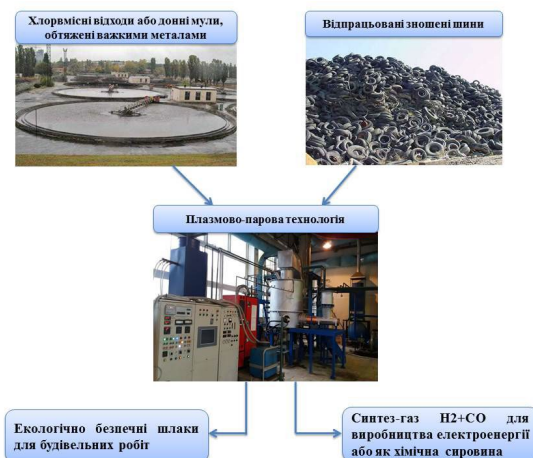 Хлорвмісні відходи або донні мули,
обтяжені важкими металами
Відпрацьовані зношені шини
Плазмово-парова технологія
Екологічно безпечні шлаки
для будівельних робіт
Синтез-газ H2+CO для
виробництва електроенергії
або як хімічна сировина